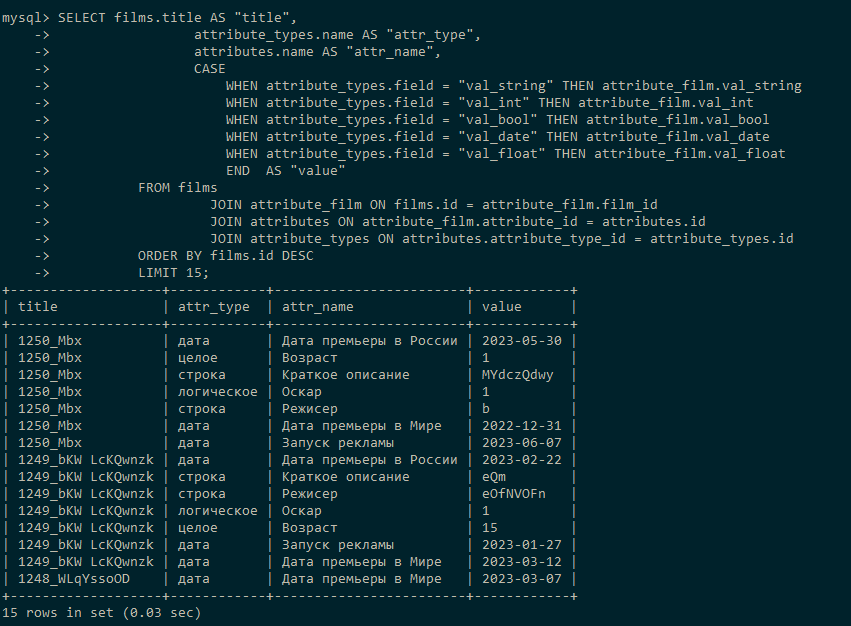 mysql> SELECT films.title AS "title",
    ->                  attribute_types.name AS "attr_type",
    ->                  attributes.name AS "attr_name",
    ->                  CASE
    ->                      WHEN attribute_types.field = "val_string" THEN attribute_film.val_string
    ->                      WHEN attribute_types.field = "val_int" THEN attribute_film.val_int
    ->                      WHEN attribute_types.field = "val_bool" THEN attribute_film.val_bool
    ->                      WHEN attribute_types.field = "val_date" THEN attribute_film.val_date
    ->                      WHEN attribute_types.field = "val_float" THEN attribute_film.val_float
    ->                      END  AS "value"
    ->           FROM films
    ->                    JOIN attribute_film ON films.id = attribute_film.film_id
    ->                    JOIN attributes ON attribute_film.attribute_id = attributes.id
    ->                    JOIN attribute_types ON attributes.attribute_type_id = attribute_types.id
    ->           ORDER BY films.id DESC
    ->           LIMIT 15;
+-------------------+------------+------------------------+------------+
| title             | attr_type  | attr_name              | value      |
+-------------------+------------+------------------------+------------+
| 1250_Mbx          | дата       | Дата премьеры в России | 2023-05-30 |
| 1250_Mbx          | целое      | Возраст                | 1          |
| 1250_Mbx          | строка     | Краткое описание       | MYdczQdwy  |
| 1250_Mbx          | логическое | Оскар                  | 1          |
| 1250_Mbx          | строка     | Режисер                | b          |
| 1250_Mbx          | дата       | Дата премьеры в Мире   | 2022-12-31 |
| 1250_Mbx          | дата       | Запуск рекламы         | 2023-06-07 |
| 1249_bKW LcKQwnzk | дата       | Дата премьеры в России | 2023-02-22 |
| 1249_bKW LcKQwnzk | строка     | Краткое описание       | eQm        |
| 1249_bKW LcKQwnzk | строка     | Режисер                | eOfNVOFn   |
| 1249_bKW LcKQwnzk | логическое | Оскар                  | 1          |
| 1249_bKW LcKQwnzk | целое      | Возраст                | 15         |
| 1249_bKW LcKQwnzk | дата       | Запуск рекламы         | 2023-01-27 |
| 1249_bKW LcKQwnzk | дата       | Дата премьеры в Мире   | 2023-03-12 |
| 1248_WLqYssoOD    | дата       | Дата премьеры в Мире   | 2023-03-07 |
+-------------------+------------+------------------------+------------+
15 rows in set (0.03 sec)